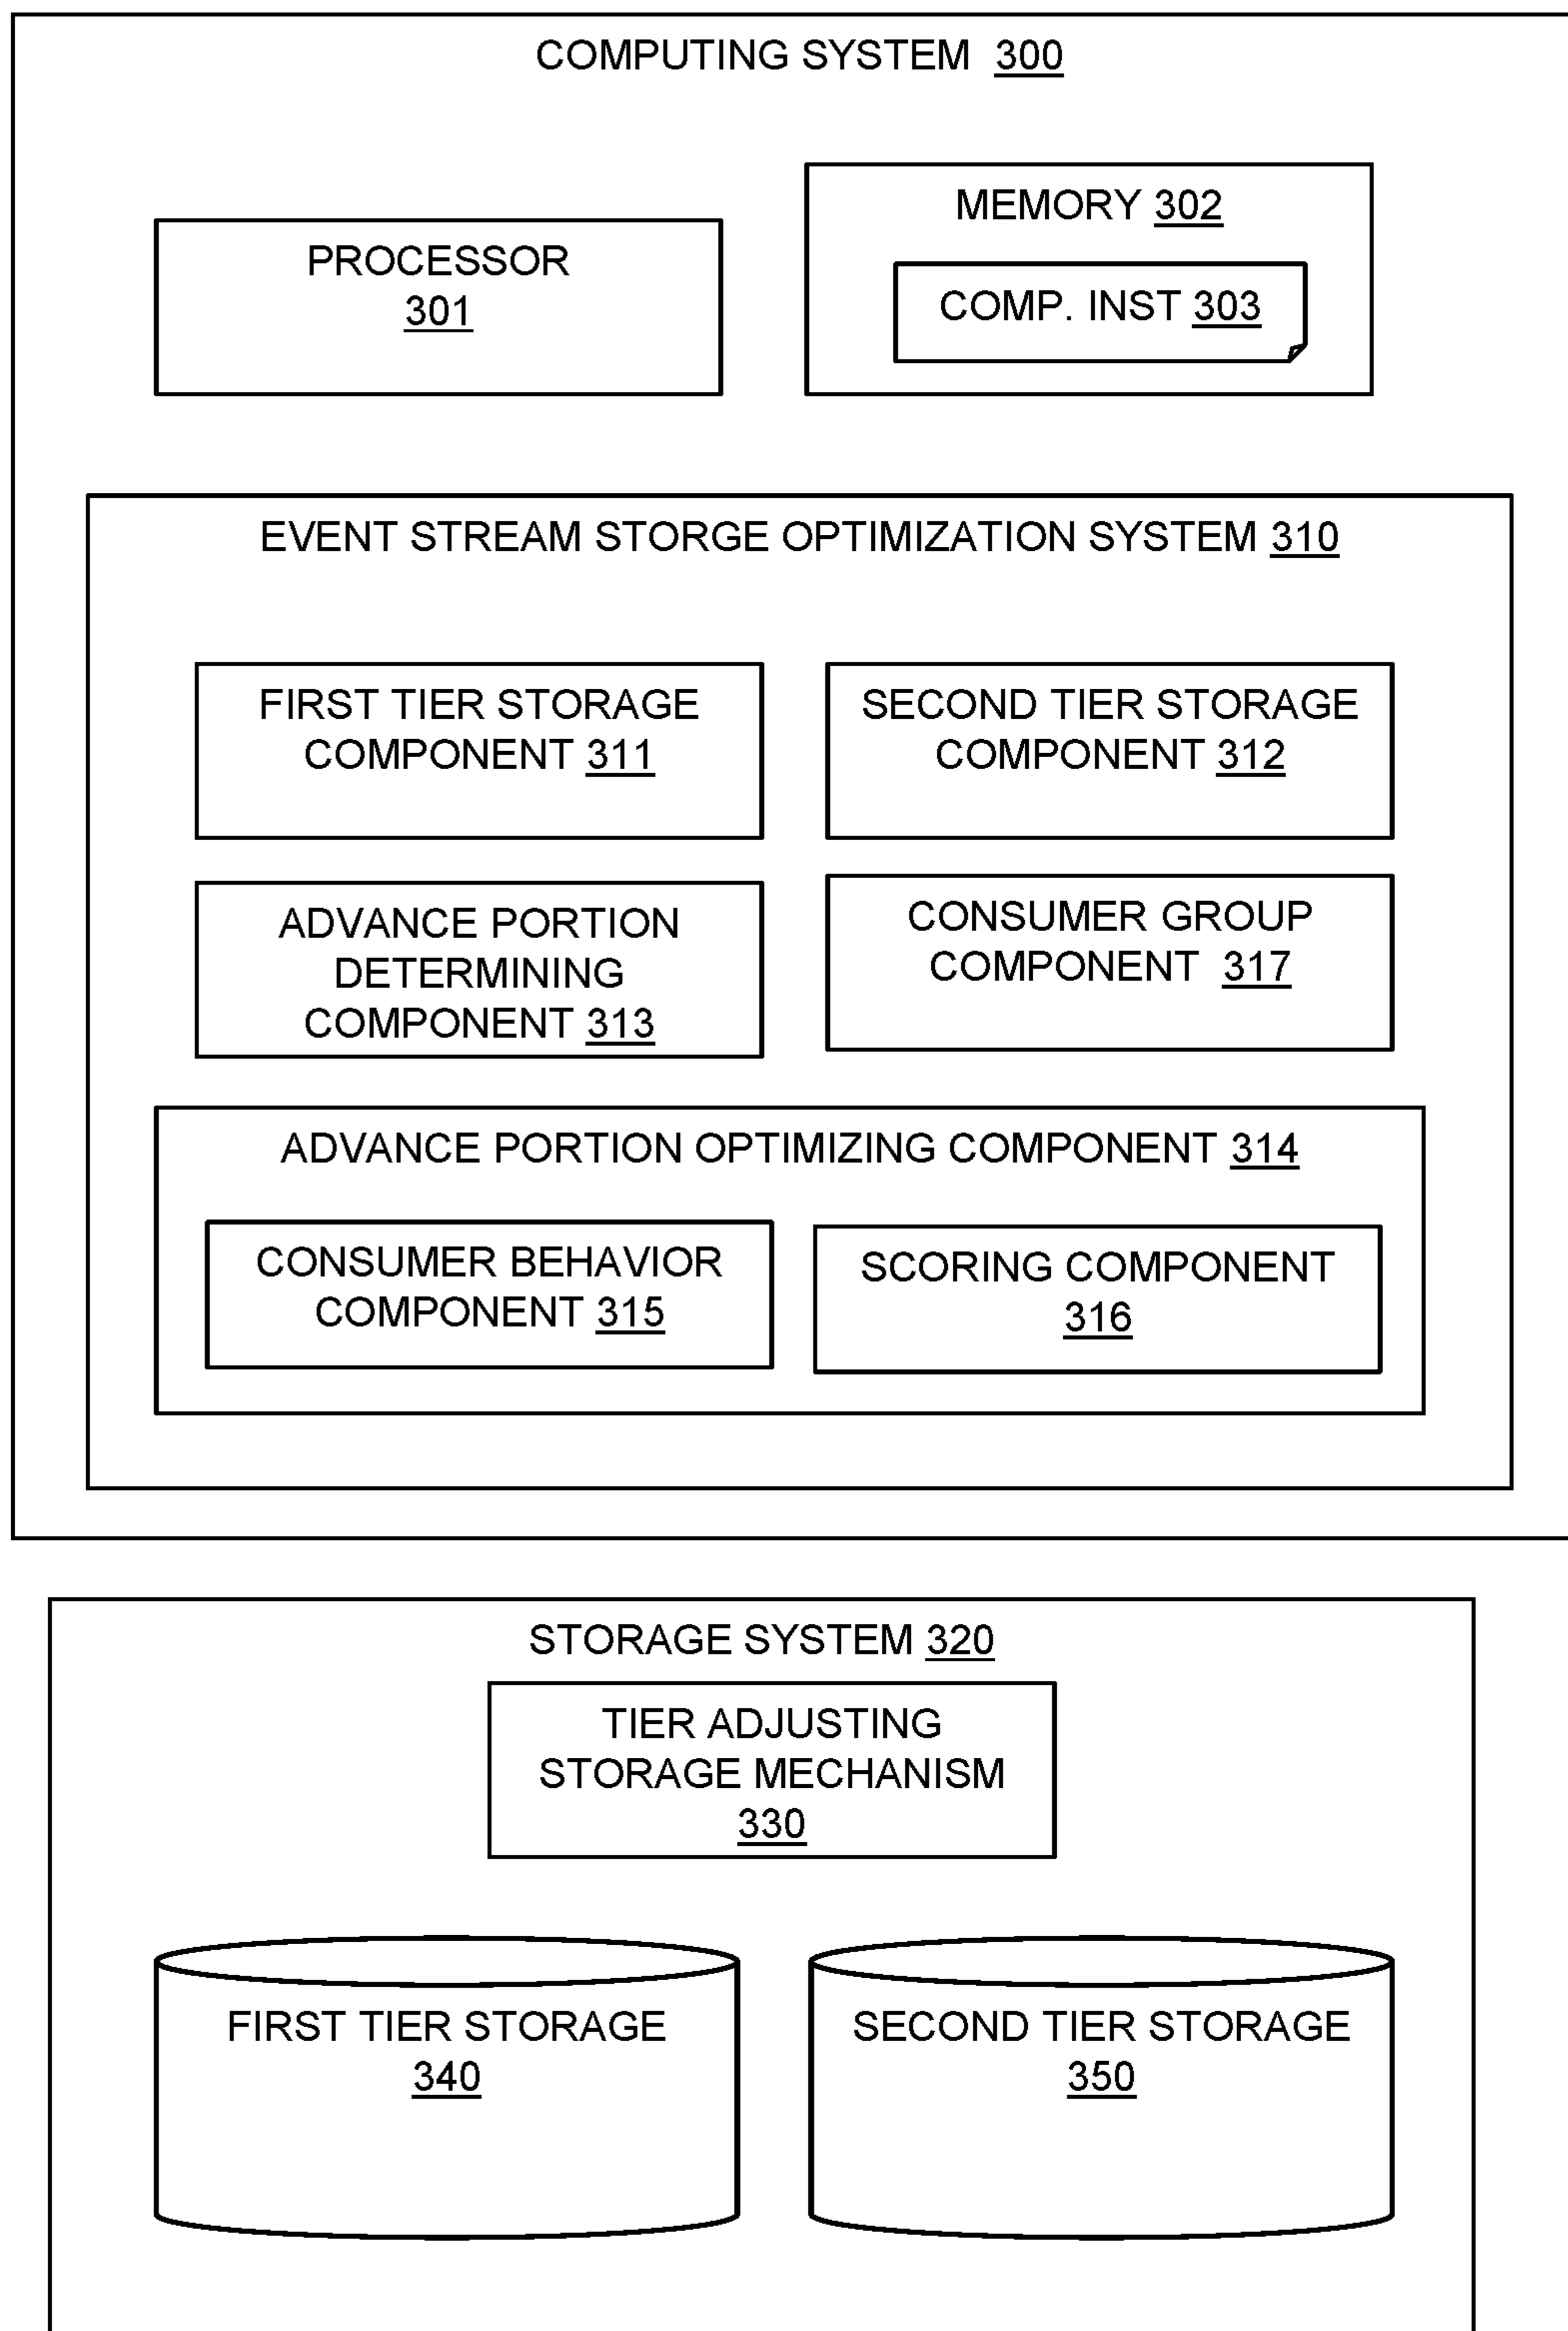 COMPUTING SYSTEM 300
PROCESSOR
301
MEMORY 302
COMP. INST 303
EVENT STREAM STORGE OPTIMIZATION SYSTEM 310
FIRST TIER STORAGE
COMPONENT 311
SECOND TIER STORAGE
COMPONENT 312
ADVANCE PORTION
DETERMINING
COMPONENT 313
CONSUMER GROUP
COMPONENT 317
ADVANCE PORTION OPTIMIZING COMPONENT 314
CONSUMER BEHAVIOR
COMPONENT 315
SCORING COMPONENT
316
STORAGE SYSTEM 320
TIER ADJUSTING
STORAGE MECHANISM
330
FIRST TIER STORAGE
340
SECOND TIER STORAGE
350